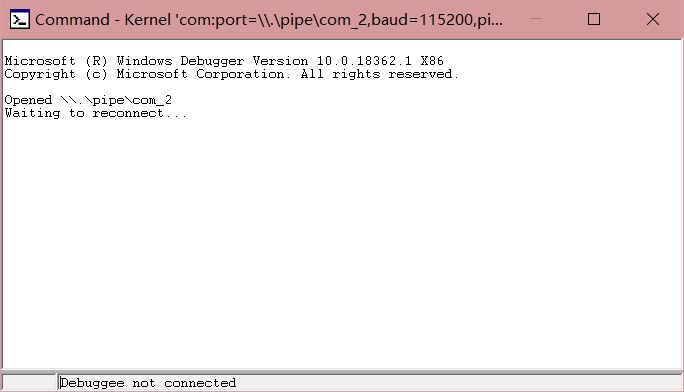 Command - Kernel 'com:port=\\.\pipe\com_2,baud=115200,pi...
Microsoft (R) Windows Debugger Version 10.0.18362.1 X86
Copyright (c) Microsoft Corporation. All rights reserved.
Opened \\.\pipe\com_2
Waiting to reconnect...
Debuggee not connected